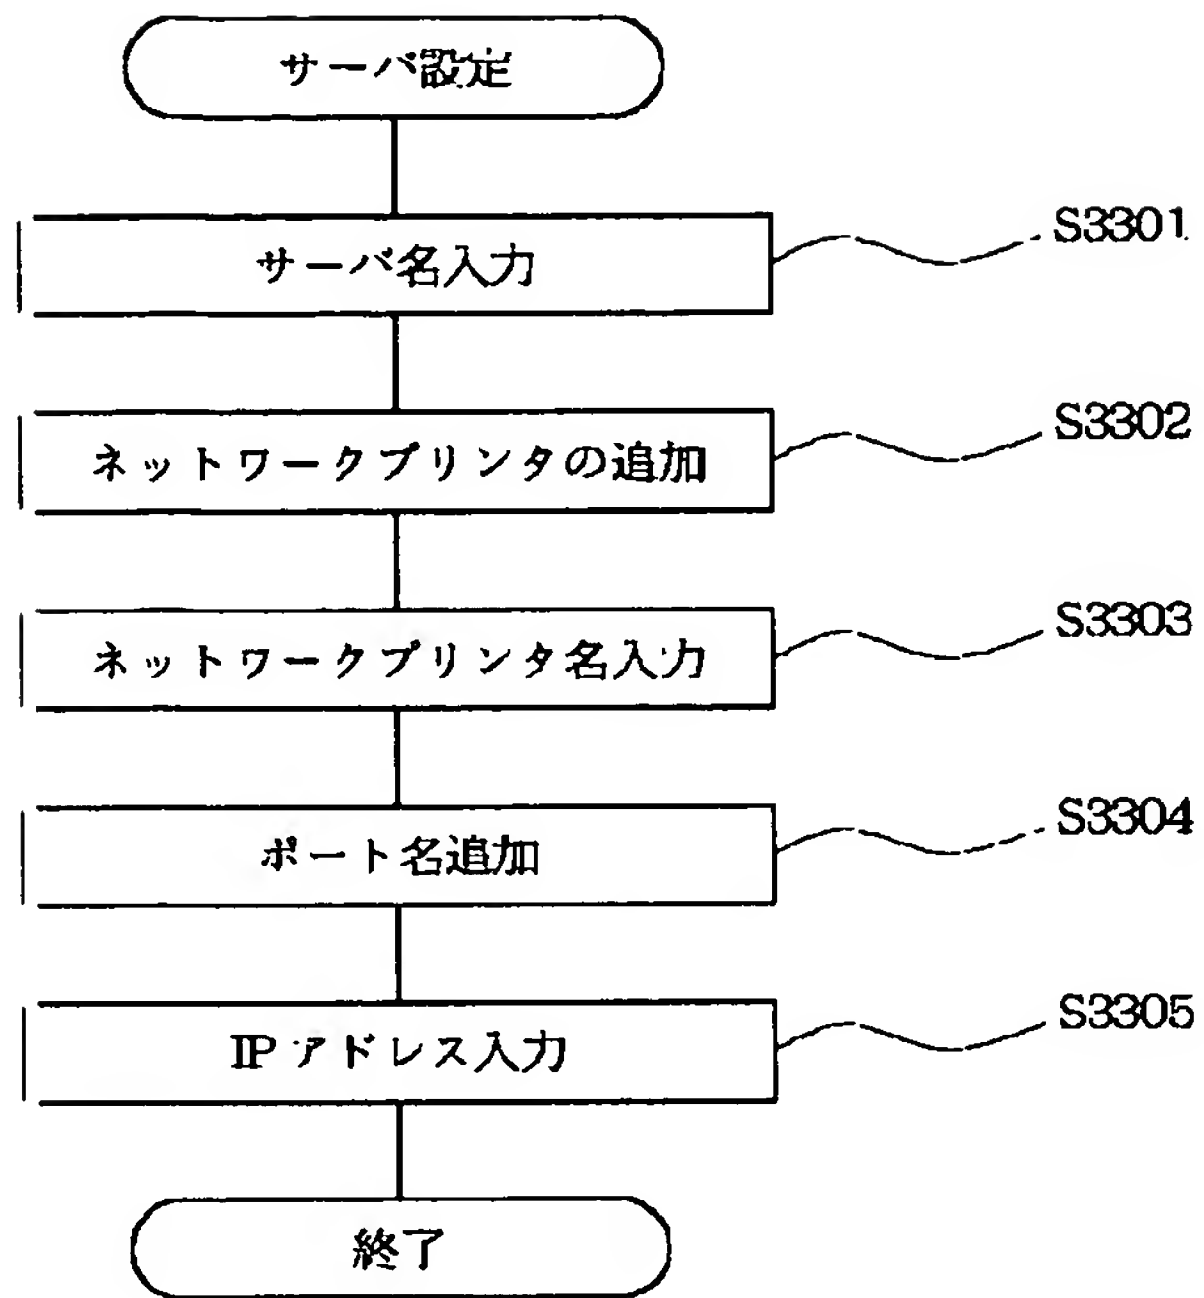 サーバ設定
サーバ名入力
S3301
ネットワークプリンタの追加
S3302
ネットワークプリンタ名入力
S3303
ポート名追加
S3304
IPアドレス入力
S3305
終了